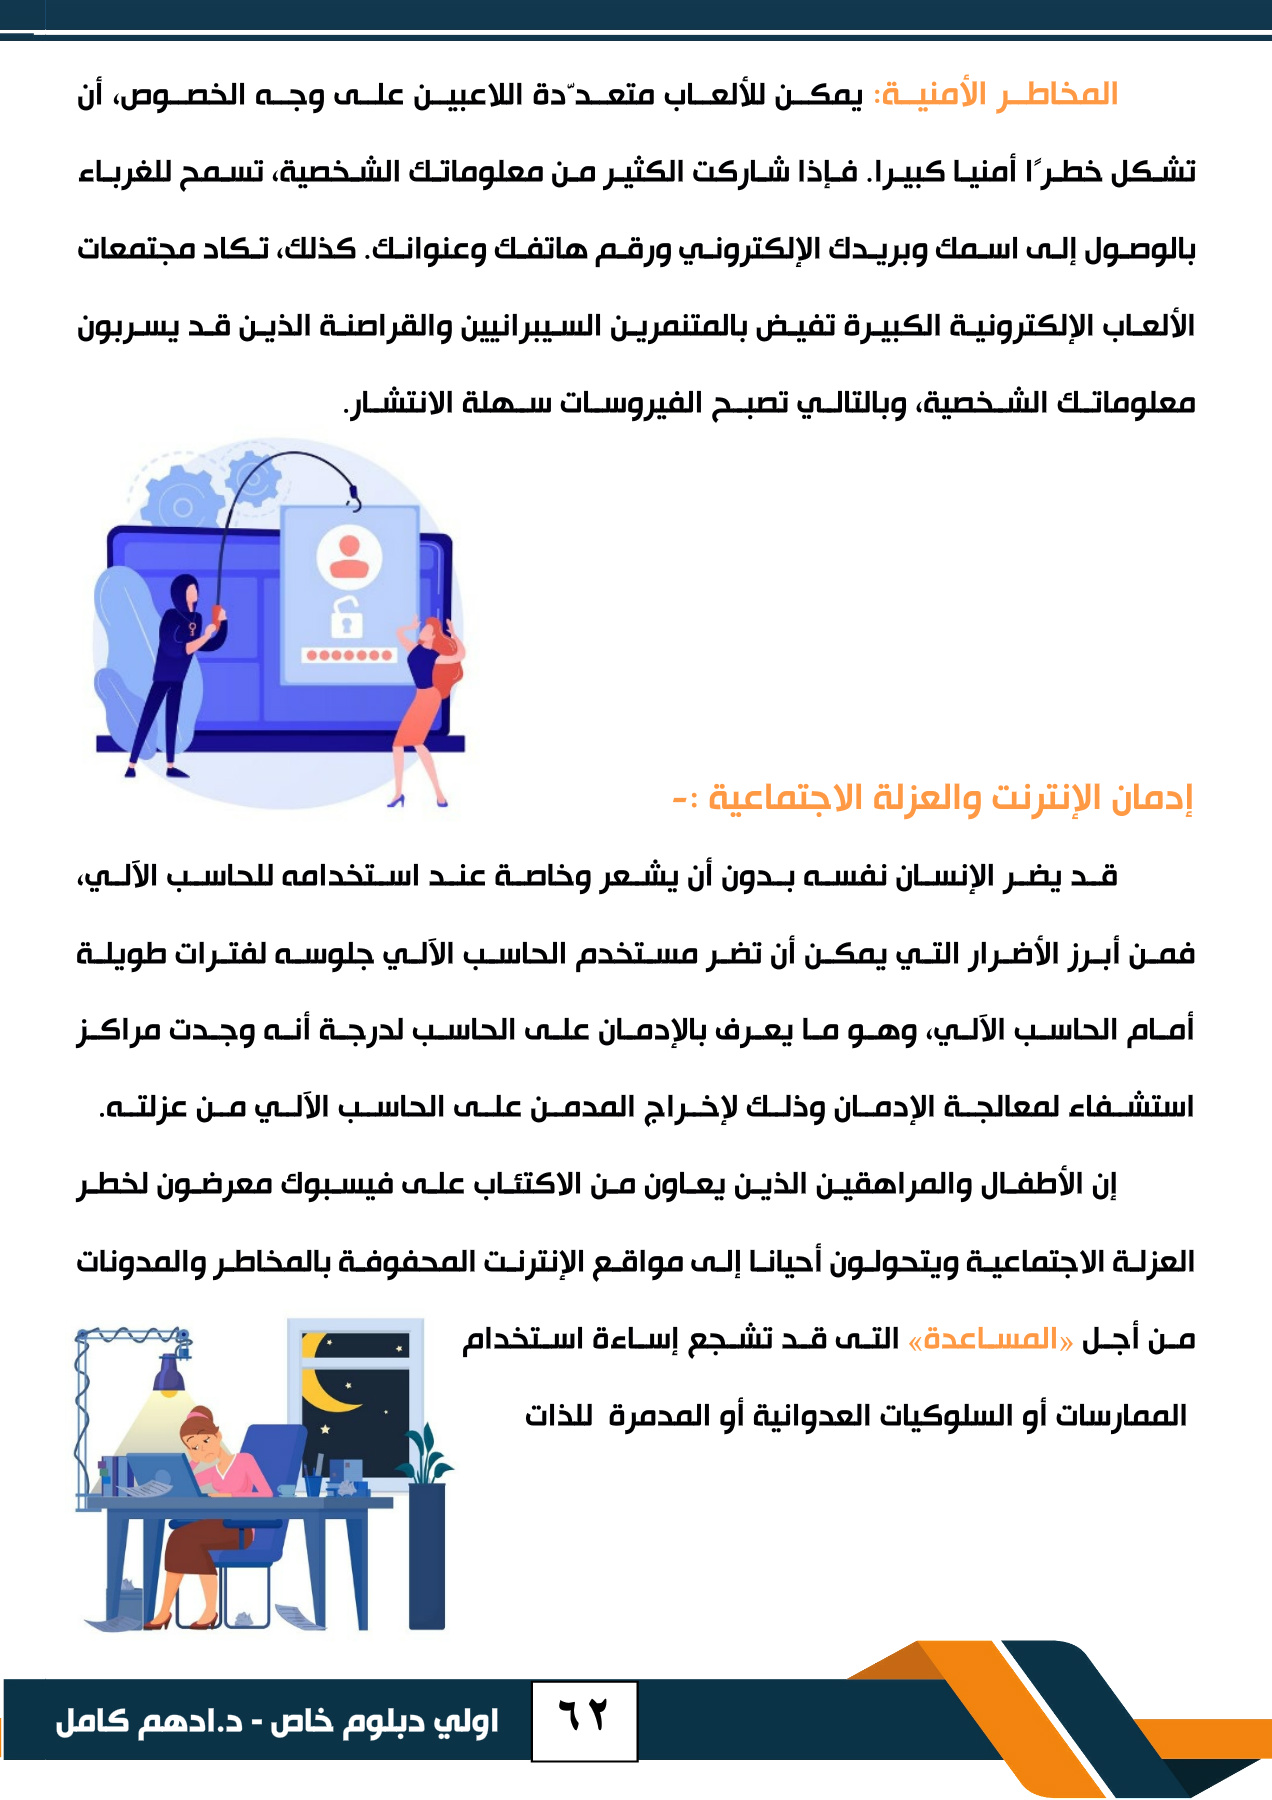 المخاطر الأمنية: يمكن للألعاب متعدّدة اللاعبين على وجه الخصوص، أن
تشكل خطرًا أمنيا كبيرا. فإذا شاركت الكثير من معلوماتك الشخصية، تسمح للغرباء
بالوصول إلى اسمك وبريدك الإلكتروني ورقم هاتفك وعنوانك. كذلك، تكاد مجتمعات
الألعاب الإلكترونية الكبيرة تفيض بالمتنمرين السيبرانيين والقراصنة الذين قد يسربون
معلوماتك الشخصية، وبالتالي تصبح الفيروسات سهلة الانتشار.
إدمان الإنترنت والعزلة الاجتماعية :-
قد يضر الإنسان نفسه بدون أن يشعر وخاصة عند استخدامه للحاسب الآلي،
فمن أبرز الأضرار التي يمكن أن تضر مستخدم الحاسب الآلي جلوسه لفترات طويلة
أمام الحاسب الآلي، وهو ما يعرف بالإدمان على الحاسب لدرجة أنه وجدت مراكز
استشفاء لمعالجة الإدمان وذلك لإخراج المدمن على الحاسب الآلي من عزلته.
إن الأطفال والمراهقين الذين يعاون من الاكتئاب على فيسبوك معرضون لخطر
العزلة الاجتماعية ويتحولون أحيانا إلى مواقع الإنترنت المحفوفة بالمخاطر والمدونات
من أجل «المساعدة» التى قد تشجع إساءة استخدام
الممارسات أو السلوكيات العدوانية أو المدمرة للذات
اولي دبلوم خاص - د.ادهم كامل
٦٢